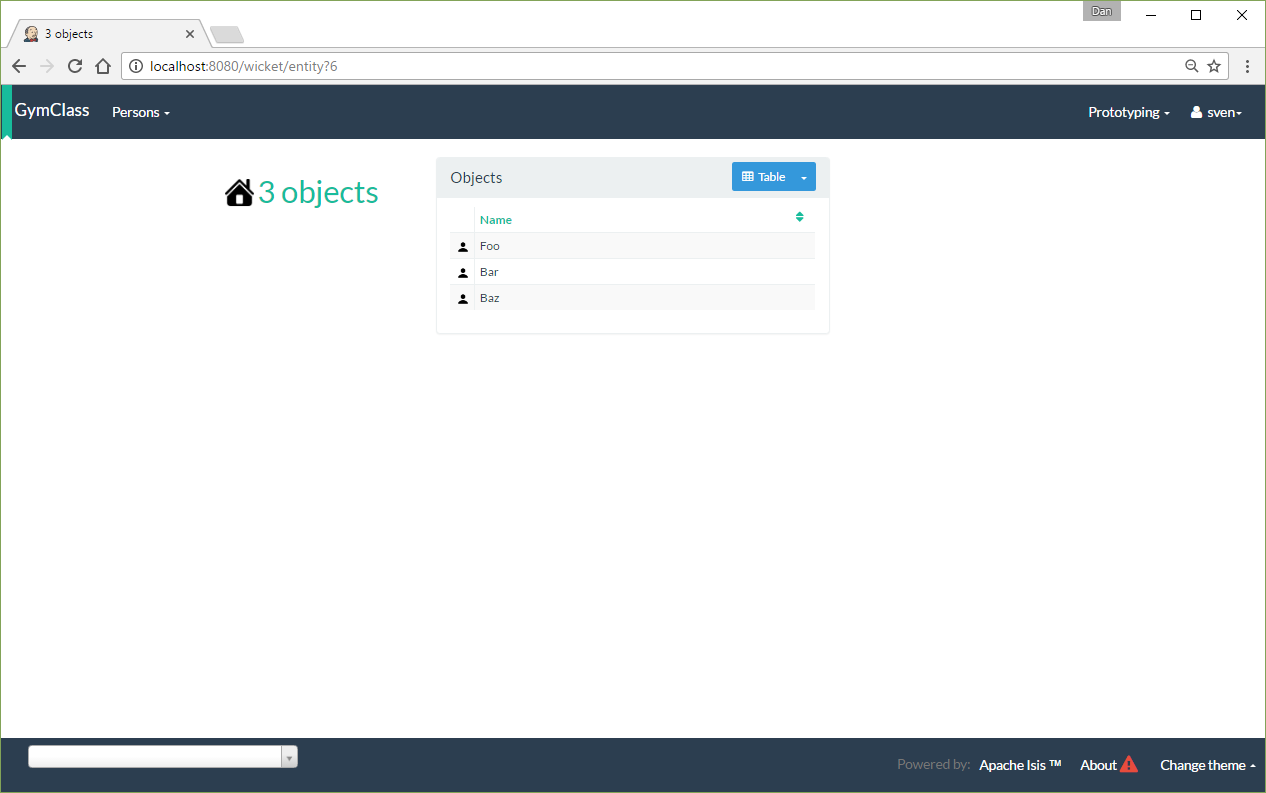 Dan
3 objects
localhost:8080/wicket/entity?6
GymClass Persons Prototyping sven
3 objects
Objects Table
Name
Foo
Bar
Baz
Powered by: Apache Isis ™ About Change theme